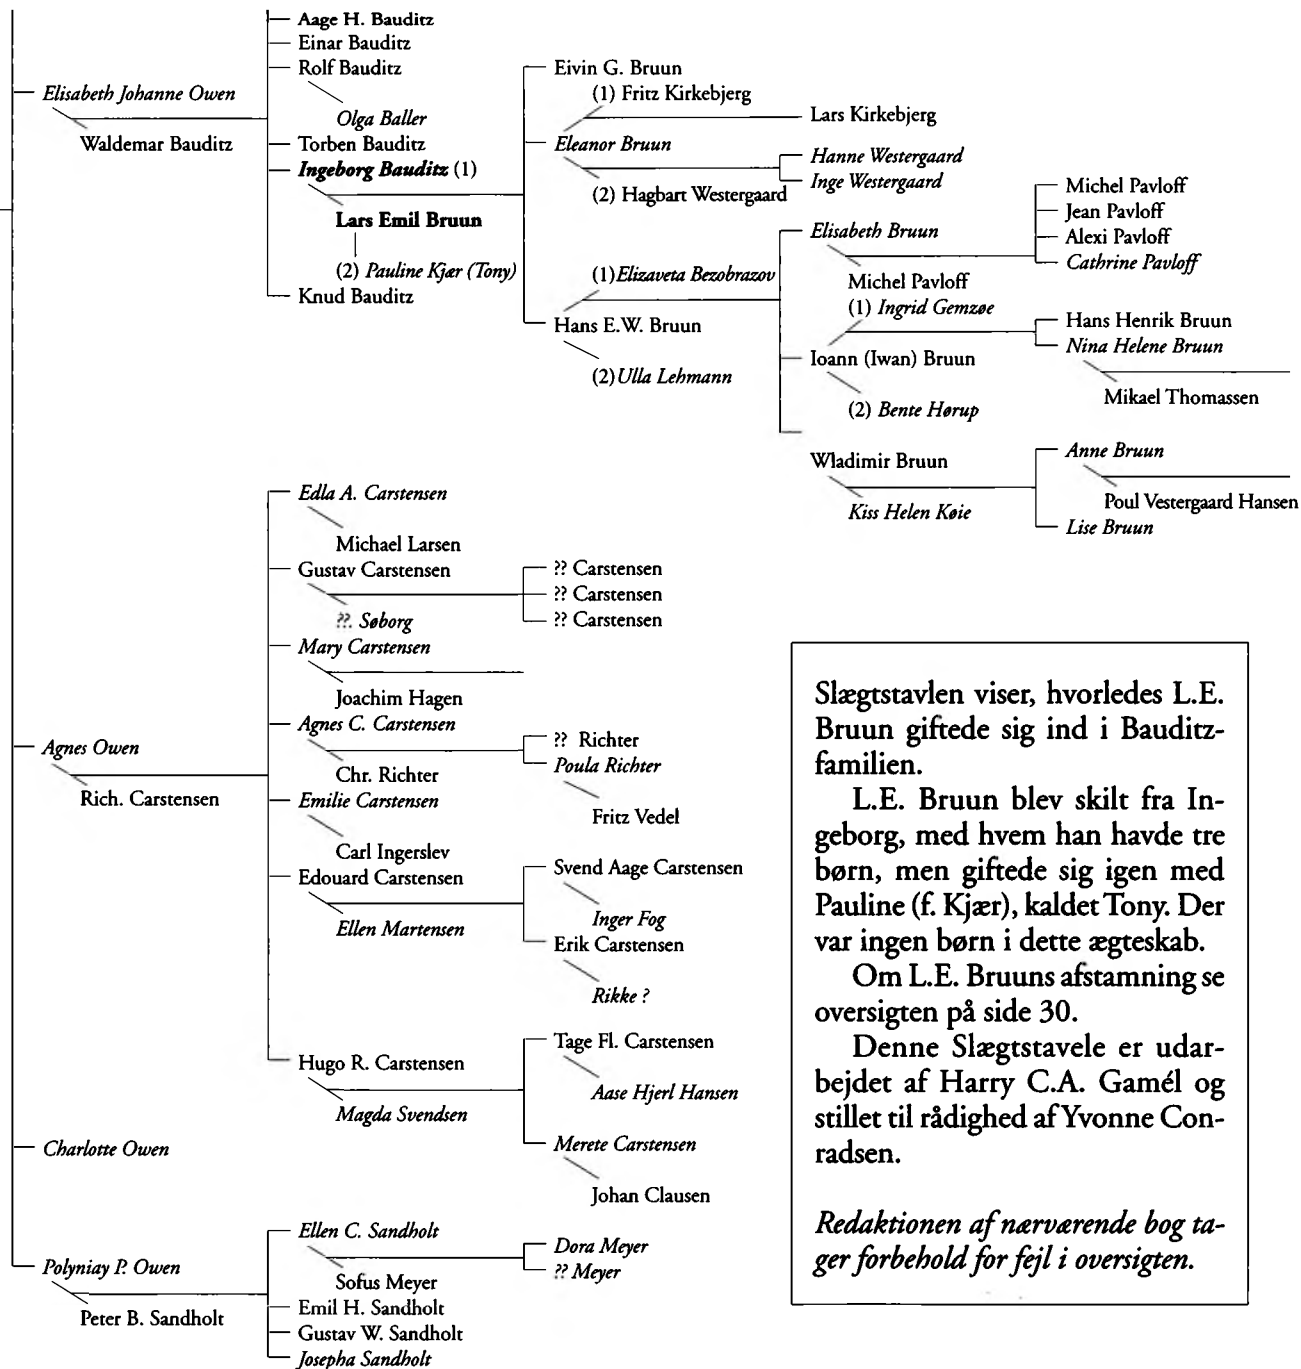 Aage H. Bauditz
Einar Bauditz
Rolf Bauditz
Elisabeth Johanne Owen
Olga Baller
Waldemar Bauditz
Torben Bauditz
Ingeborg Bauditz (1)
Lars Emil Bruun
(2) Pauline Kjær (Tony)
Knud Bauditz
Eivin G. Bruun
(1) Fritz Kirkebjerg
Lars Kirkebjerg
Eleanor Bruun
Hanne Westergaard
Inge Westergaard
(2) Hagbart Westergaard
Michel Pavloff
Jean Pavloff
Elisabeth Bruun
Alexi Pavloff
Cathrine Pavloff
(1) Elizaveta Bezobrazov
Michel Pavloff
(1) Ingrid Gemzøe
Hans E.W. Bruun
Hans Henrik Bruun
Nina Helene Bruun
Ioann (Iwan) Bruun
(2) Ulla Lehmann
Mikael Thomassen
(2) Bente Hørup
Wladimir Bruun
Anne Bruun
Poul Vestergaard Hansen
Kiss Helen Køie
Lise Bruun
Edla A. Carstensen
Michael Larsen
Gustav Carstensen
?? Carstensen
?? Carstensen
?? Carstensen
??. Søborg
Mary Carstensen
Joachim Hagen
Agnes Owen
Agnes C. Carstensen
?? Richter
Poula Richter
Chr. Richter
Rich. Carstensen
Emilie Carstensen
Fritz Vedel
Carl Ingerslev
Edouard Carstensen
Svend Aage Carstensen
Ellen Martensen
Inger Fog
Erik Carstensen
Rikke ?
Hugo R. Carstensen
Tage Fl. Carstensen
Magda Svendsen
Aase Hjerl Hansen
Merete Carstensen
Johan Clausen
Charlotte Owen
Polyniay P. Owen
Ellen C. Sandholt
Dora Meyer
?? Meyer
Sofus Meyer
Peter B. Sandholt
Emil H. Sandholt
Gustav W. Sandholt
Josepha Sandholt
Slægtstavlen viser, hvorledes L.E.
Bruun giftede sig ind i Bauditz-
familien.
L.E. Bruun blev skilt fra In-
geborg, med hvem han havde tre
børn, men giftede sig igen med
Pauline (f. Kjær), kaldet Tony. Der
var ingen børn i dette ægteskab.
Om L.E. Bruuns afstamning se
oversigten på side 30.
Denne Slægtstavele er udar-
bejdet af Harry C.A. Gamél og
stillet til rådighed af Yvonne Con-
radsen.
Redaktionen af nærværende bog ta-
ger forbehold for fejl i oversigten.